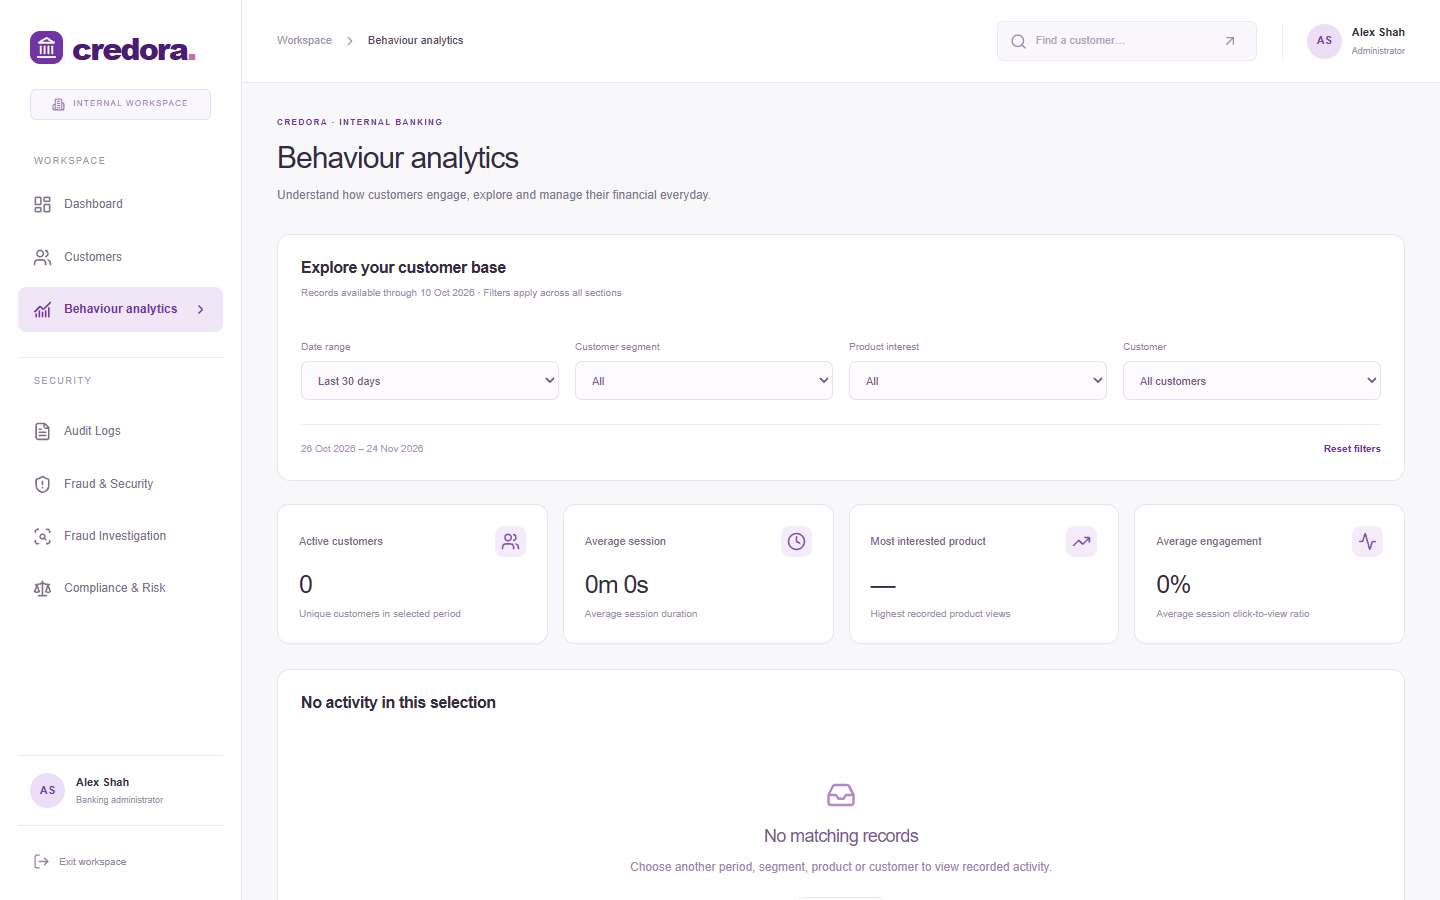 credora.
INTERNAL WORKSPACE
WORKSPACE
Dashboard
Customers
Behaviour analytics
SECURITY
Audit Logs
Fraud & Security
Fraud Investigation
Compliance & Risk
AS
Alex Shah
Banking administrator
Exit workspace
Workspace
Behaviour analytics
Find a customer...
AS
Alex Shah
Administrator
CREDORA · INTERNAL BANKING
Behaviour analytics
Understand how customers engage, explore and manage their financial everyday.
Explore your customer base
Records available through 10 Oct 2026 · Filters apply across all sections
Date range
Last 30 days
Customer segment
All
Product interest
All
Customer
All customers
26 Oct 2026 – 24 Nov 2026
Reset filters
Active customers
0
Unique customers in selected period
Average session
0m 0s
Average session duration
Most interested product
—
Highest recorded product views
Average engagement
0%
Average session click-to-view ratio
No activity in this selection
No matching records
Choose another period, segment, product or customer to view recorded activity.